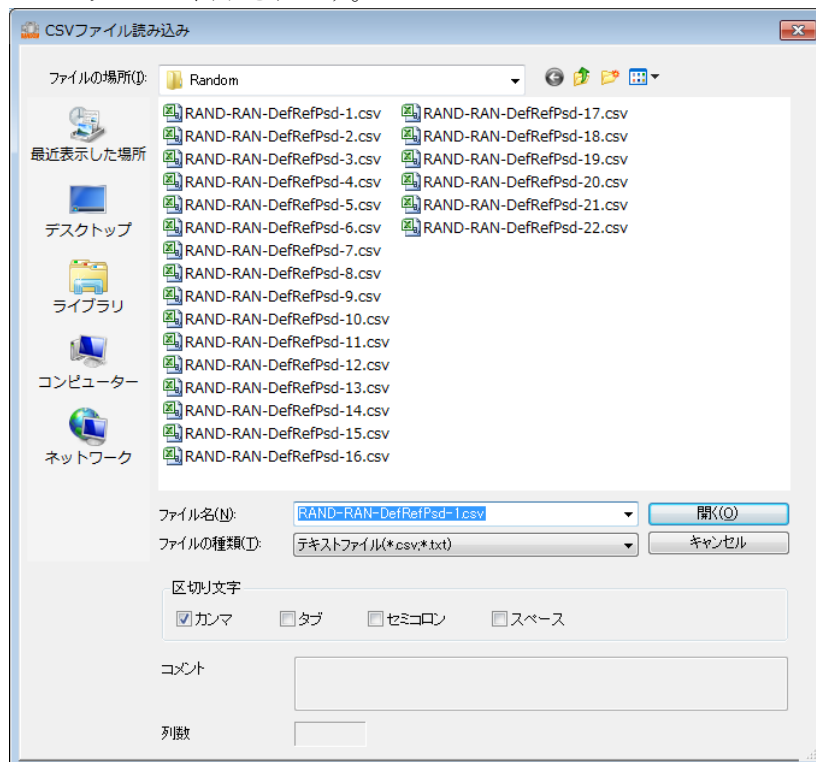 CSVファイル読み込み
ファイルの場所(I):
Random
最近表示した場所
デスクトップ
ライブラリ
コンピューター
ネットワーク
RAND-RAN-DefRefPsd-1.csv
RAND-RAN-DefRefPsd-2.csv
RAND-RAN-DefRefPsd-3.csv
RAND-RAN-DefRefPsd-4.csv
RAND-RAN-DefRefPsd-5.csv
RAND-RAN-DefRefPsd-6.csv
RAND-RAN-DefRefPsd-7.csv
RAND-RAN-DefRefPsd-8.csv
RAND-RAN-DefRefPsd-9.csv
RAND-RAN-DefRefPsd-10.csv
RAND-RAN-DefRefPsd-11.csv
RAND-RAN-DefRefPsd-12.csv
RAND-RAN-DefRefPsd-13.csv
RAND-RAN-DefRefPsd-14.csv
RAND-RAN-DefRefPsd-15.csv
RAND-RAN-DefRefPsd-16.csv
RAND-RAN-DefRefPsd-17.csv
RAND-RAN-DefRefPsd-18.csv
RAND-RAN-DefRefPsd-19.csv
RAND-RAN-DefRefPsd-20.csv
RAND-RAN-DefRefPsd-21.csv
RAND-RAN-DefRefPsd-22.csv
ファイル名(N):
RAND-RAN-DefRefPsd-1.csv
開く(O)
ファイルの種類(T):
テキストファイル(*.csv;*.txt)
キャンセル
区切り文字
カンマ
タブ
セミコロン
スペース
コメント
列数